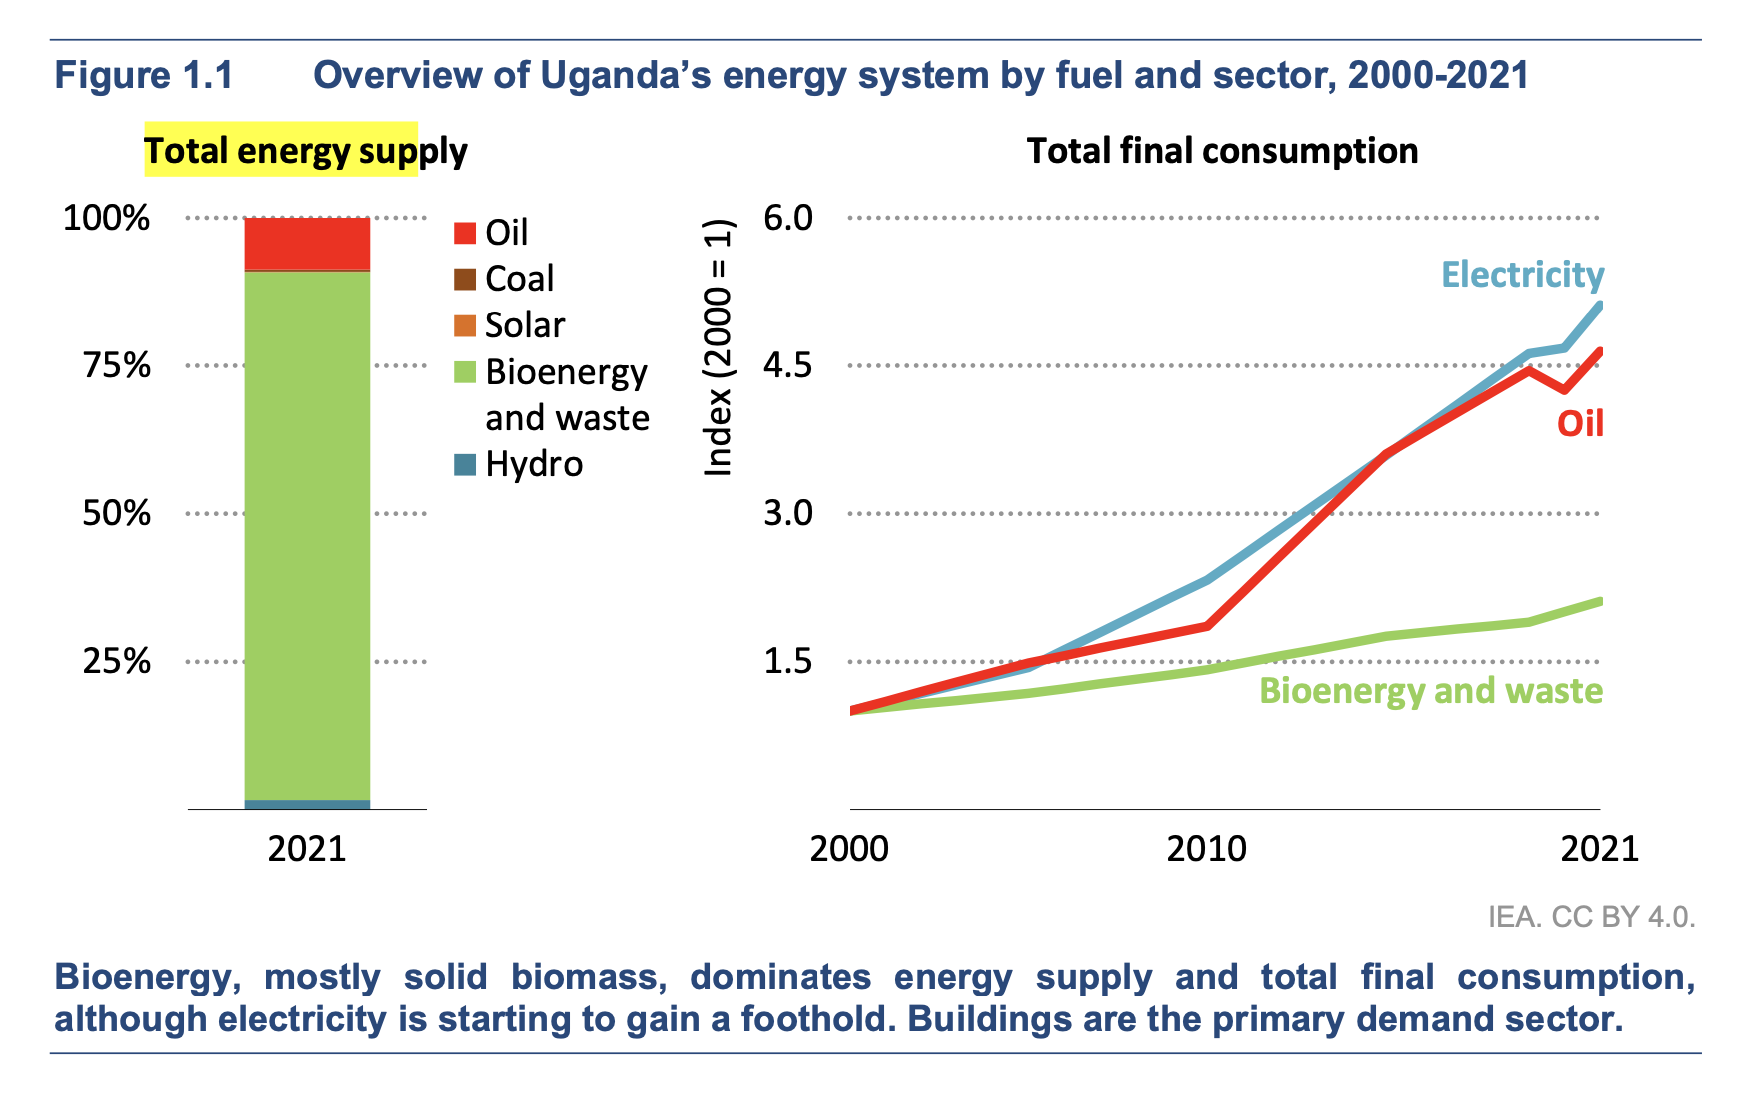 Figure 1.1 Overview of Uganda’s energy system by fuel and sector, 2000-2021
Total energy supply
100%
75%
50%
25%
2021
Oil
Coal
Solar
Bioenergy
and waste
Hydro
Total final consumption
Index (2000 = 1)
6.0
4.5
3.0
1.5
Electricity
Oil
Bioenergy and waste
2000 2010 2021
IEA. CC BY 4.0.
Bioenergy, mostly solid biomass, dominates energy supply and total final consumption,
although electricity is starting to gain a foothold. Buildings are the primary demand sector.